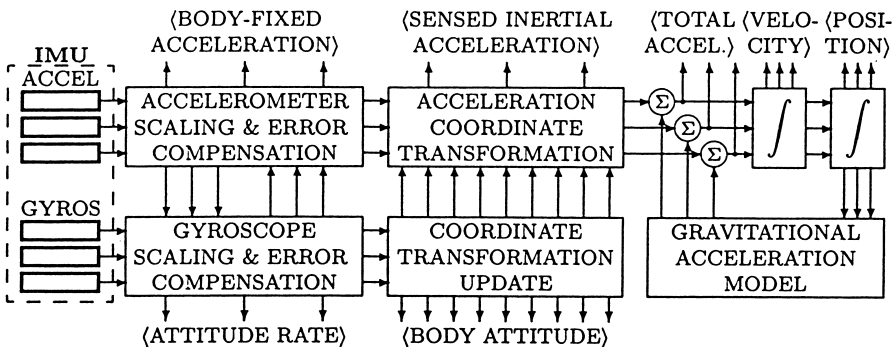 ⟨BODY-FIXED
ACCELERATION⟩
⟨SENSED INERTIAL
ACCELERATION⟩
⟨TOTAL
ACCEL.⟩
⟨VELO-
CITY⟩
⟨POSI-
TION⟩
IMU
ACCEL
ACCELEROMETER
SCALING & ERROR
COMPENSATION
ACCELERATION
COORDINATE
TRANSFORMATION
Σ
Σ
Σ
∫
∫
GYROS
GYROSCOPE
SCALING & ERROR
COMPENSATION
COORDINATE
TRANSFORMATION
UPDATE
GRAVITATIONAL
ACCELERATION
MODEL
⟨ATTITUDE RATE⟩
⟨BODY ATTITUDE⟩